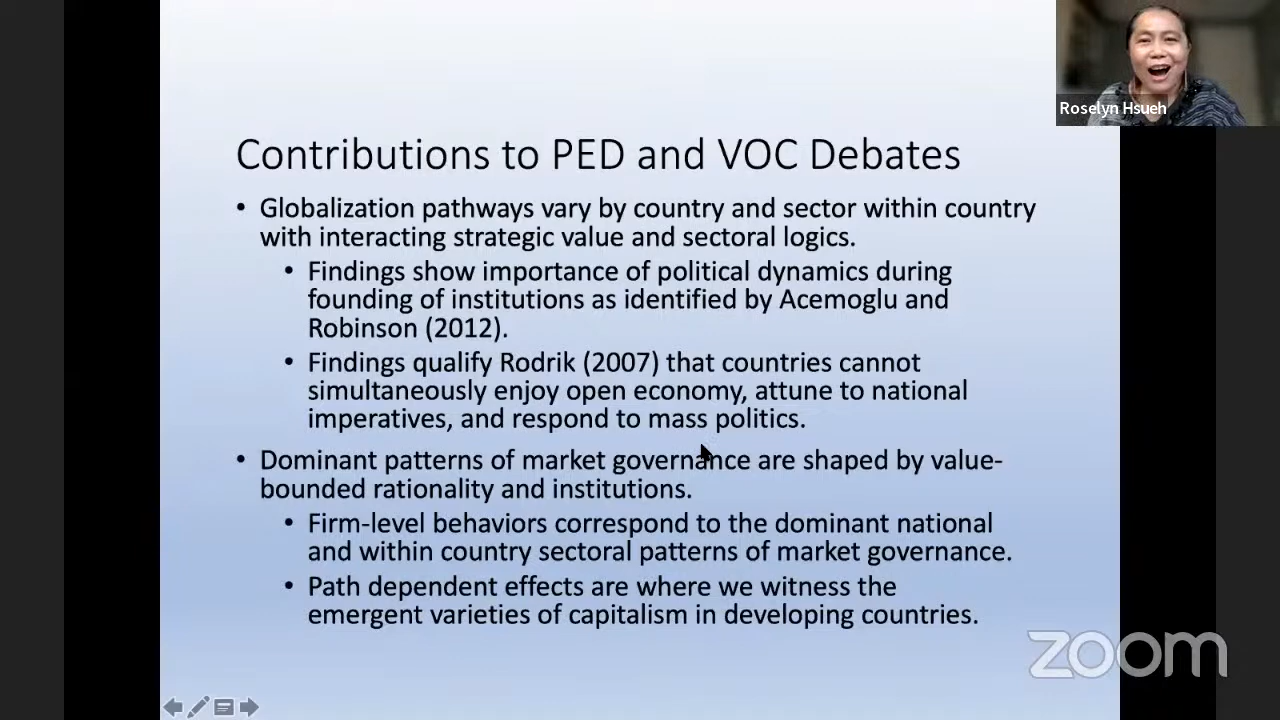 Roselyn Hsueh
Contributions to PED and VOC Debates
• Globalization pathways vary by country and sector within country
with interacting strategic value and sectoral logics.
• Findings show importance of political dynamics during
founding of institutions as identified by Acemoglu and
Robinson (2012).
• Findings qualify Rodrik (2007) that countries cannot
simultaneously enjoy open economy, attune to national
imperatives, and respond to mass politics.
• Dominant patterns of market governance are shaped by value-
bounded rationality and institutions.
• Firm-level behaviors correspond to the dominant national
and within country sectoral patterns of market governance.
• Path dependent effects are where we witness the
emergent varieties of capitalism in developing countries.
zoom